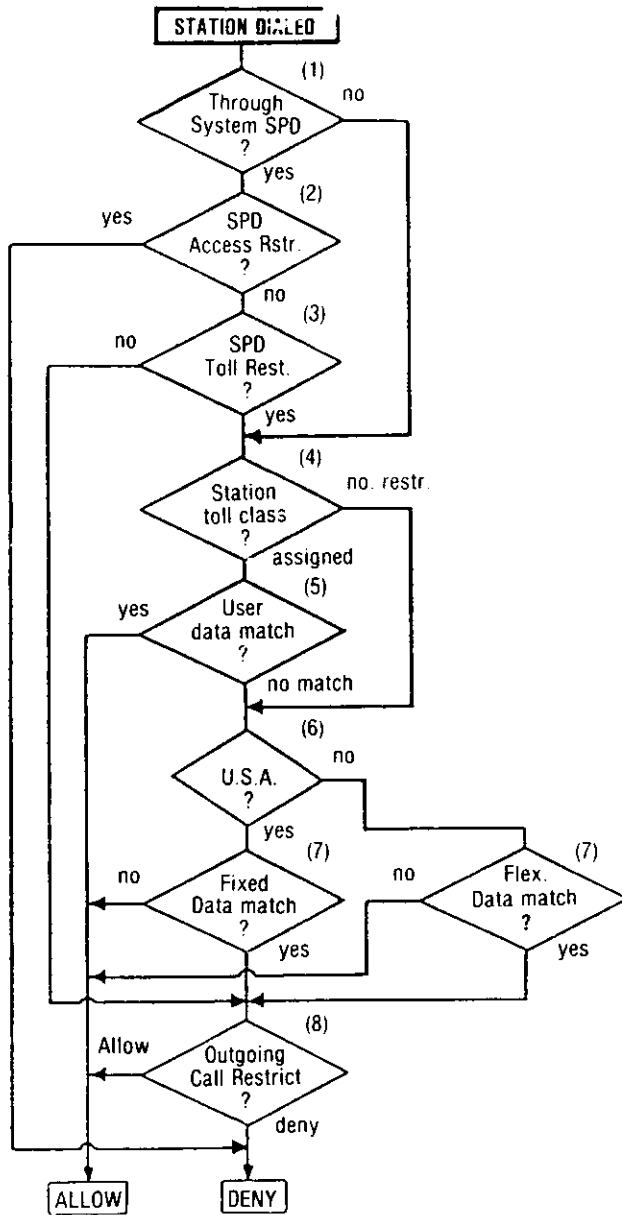 STATION DIALED
(1)
Through
System SPD
?
no
yes
(2)
yes
SPD
Access Rstr.
?
no
(3)
no
SPD
Toll Rest.
?
yes
(4)
Station
toll class
?
no. restr.
assigned
(5)
yes
User
data match
?
no match
(6)
U.S.A.
?
no
yes
(7)
no
Fixed
Data match
?
yes
(7)
no
Flex.
Data match
?
yes
(8)
Allow
Outgoing
Call Restrict
?
deny
ALLOW
DENY